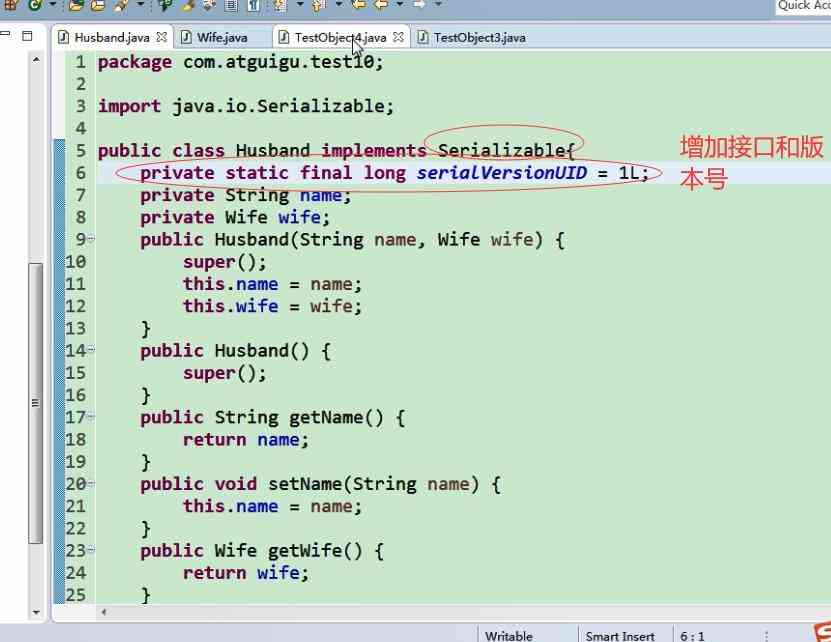 Quick Acc
Husband.java
Wife.java
TestObject4.java
TestObject3.java
1 package com.atguigu.test10;
2
3 import java.io.Serializable;
4
5 public class Husband implements Serializable{
6 private static final long serialVersionUID = 1L;
7 private String name;
8 private Wife wife;
9 public Husband(String name, Wife wife) {
10 super();
11 this.name = name;
12 this.wife = wife;
13 }
14 public Husband() {
15 super();
16 }
17 public String getName() {
18 return name;
19 }
20 public void setName(String name) {
21 this.name = name;
22 }
23 public Wife getWife() {
24 return wife;
25 }
增加接口和版
本号
Writable
Smart Insert
6 : 1